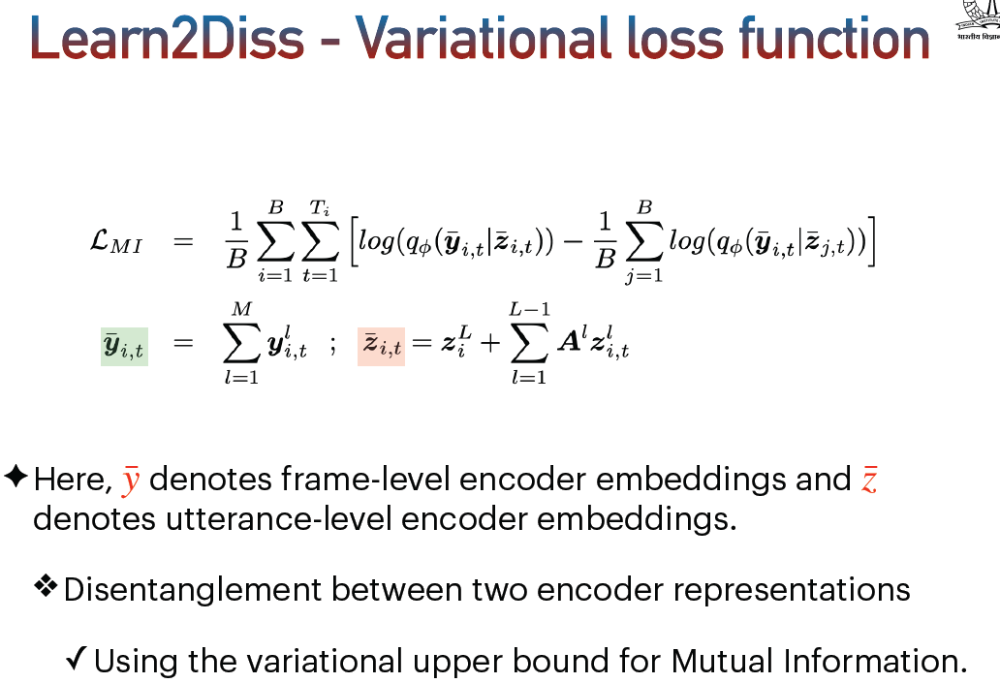 Learn2Diss - Variational loss function
भारतीय विज्ञान
$\mathcal{L}_{MI} = \frac{1}{B} \sum_{i=1}^{B} \sum_{t=1}^{T_i} \left[ log(q_\phi(\bar{\boldsymbol{y}}_{i,t}|\bar{\boldsymbol{z}}_{i,t})) - \frac{1}{B} \sum_{j=1}^{B} log(q_\phi(\bar{\boldsymbol{y}}_{i,t}|\bar{\boldsymbol{z}}_{j,t})) \right]$
$\bar{\boldsymbol{y}}_{i,t} = \sum_{l=1}^{M} \boldsymbol{y}_{i,t}^{l} \; ; \; \bar{\boldsymbol{z}}_{i,t} = \boldsymbol{z}_{i}^{L} + \sum_{l=1}^{L-1} \boldsymbol{A}^{l} \boldsymbol{z}_{i,t}^{l}$
✦ Here, $\bar{y}$ denotes frame-level encoder embeddings and $\bar{z}$
denotes utterance-level encoder embeddings.
❖ Disentanglement between two encoder representations
✓ Using the variational upper bound for Mutual Information.